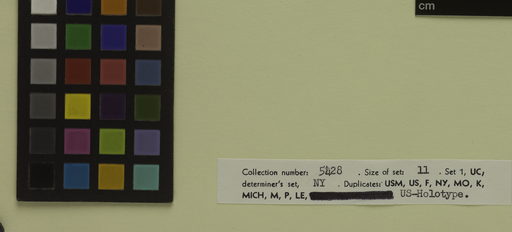 cm
Collection number: 5428 . Size of set: 11 . Set 1, UC,
determiner's set, NY . Duplicates: USM, US, F, NY, MO, K,
MICH, M, P, LE, US-Holotype.